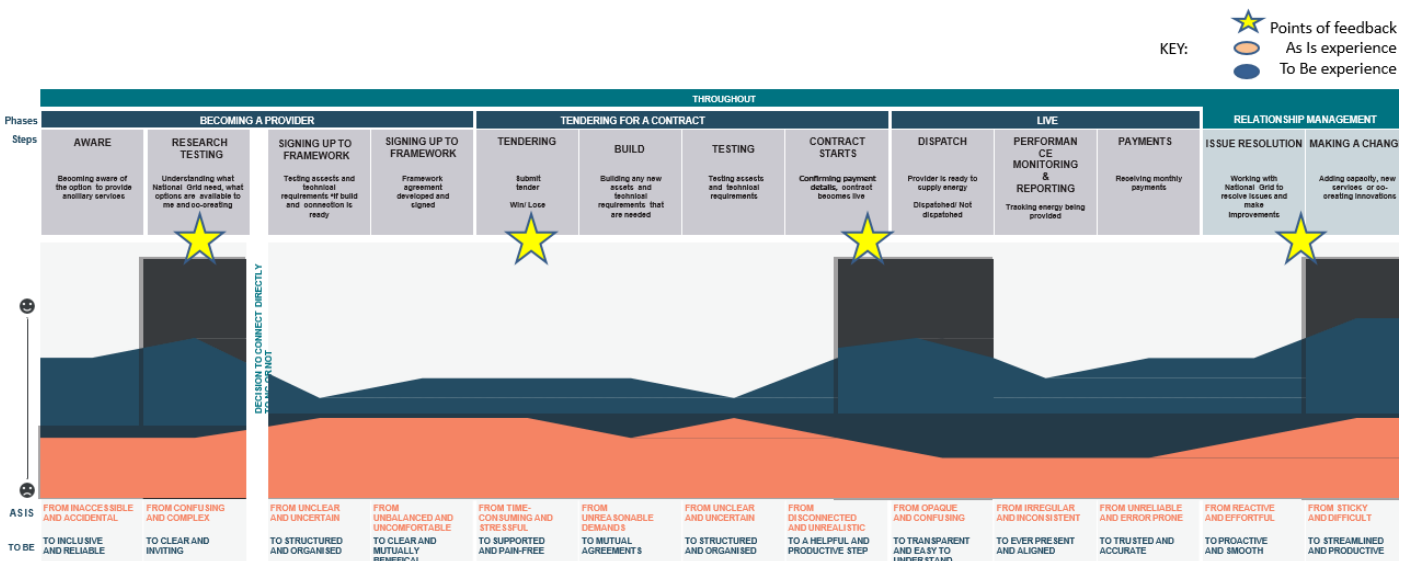 Points of feedback
KEY:
As Is experience
To Be experience
THROUGHOUT
Phases
BECOMING A PROVIDER
TENDERING FOR A CONTRACT
LIVE
RELATIONSHIP MANAGEMENT
Steps
AWARE
Becoming aware of
the option to provide
ancillary services
RESEARCH
TESTING
Understanding what
National Grid need, what
options are available to
me and co-creating
SIGNING UP TO
FRAMEWORK
Testing assests and
technical
requirements *if build
and connection is
ready
SIGNING UP TO
FRAMEWORK
Framework
agreement
developed and
signed
TENDERING
Submit
tender
Win/ Lose
BUILD
Building any new
assets and
technical
requirements that
are needed
TESTING
Testing assests
and technical
requirements
CONTRACT
STARTS
Confirming payment
details, contract
becomes live
DISPATCH
Provider is ready to
supply energy
Dispatched/ Not
dispatched
PERFORMAN
CE
MONITORING
&
REPORTING
Tracking energy being
provided
PAYMENTS
Receiving monthly
payments
ISSUE RESOLUTION
Working with
National Grid to
resolve issues and
make
improvements
MAKING A CHANG
Adding capacity, new
services or co-
creating innovations
DECISION TO CONNECT DIRECTLY
AS IS
FROM INACCESSIBLE
AND ACCIDENTAL
FROM CONFUSING
AND COMPLEX
FROM UNCLEAR
AND UNCERTAIN
FROM
UNBALANCED AND
UNCOMFORTABLE
FROM TIME-
CONSUMING AND
STRESSFUL
FROM
UNREASONABLE
DEMANDS
FROM UNCLEAR
AND UNCERTAIN
FROM
DISCONNECTED
AND UNREALISTIC
FROM OPAQUE
AND CONFUSING
FROM IRREGULAR
AND INCONSISTENT
FROM UNRELIABLE
AND ERROR PRONE
FROM REACTIVE
AND EFFORTFUL
FROM STICKY
AND DIFFICULT
TO BE
TO INCLUSIVE
AND RELIABLE
TO CLEAR AND
INVITING
TO STRUCTURED
AND ORGANISED
TO CLEAR AND
MUTUALLY
BENEFICAL
TO SUPPORTED
AND PAIN-FREE
TO MUTUAL
AGREEMENTS
TO STRUCTURED
AND ORGANISED
TO A HELPFUL AND
PRODUCTIVE STEP
TO TRANSPARENT
AND EASY TO
UNDERSTAND
TO EVER PRESENT
AND ALIGNED
TO TRUSTED AND
ACCURATE
TO PROACTIVE
AND SMOOTH
TO STREAMLINED
AND PRODUCTIVE